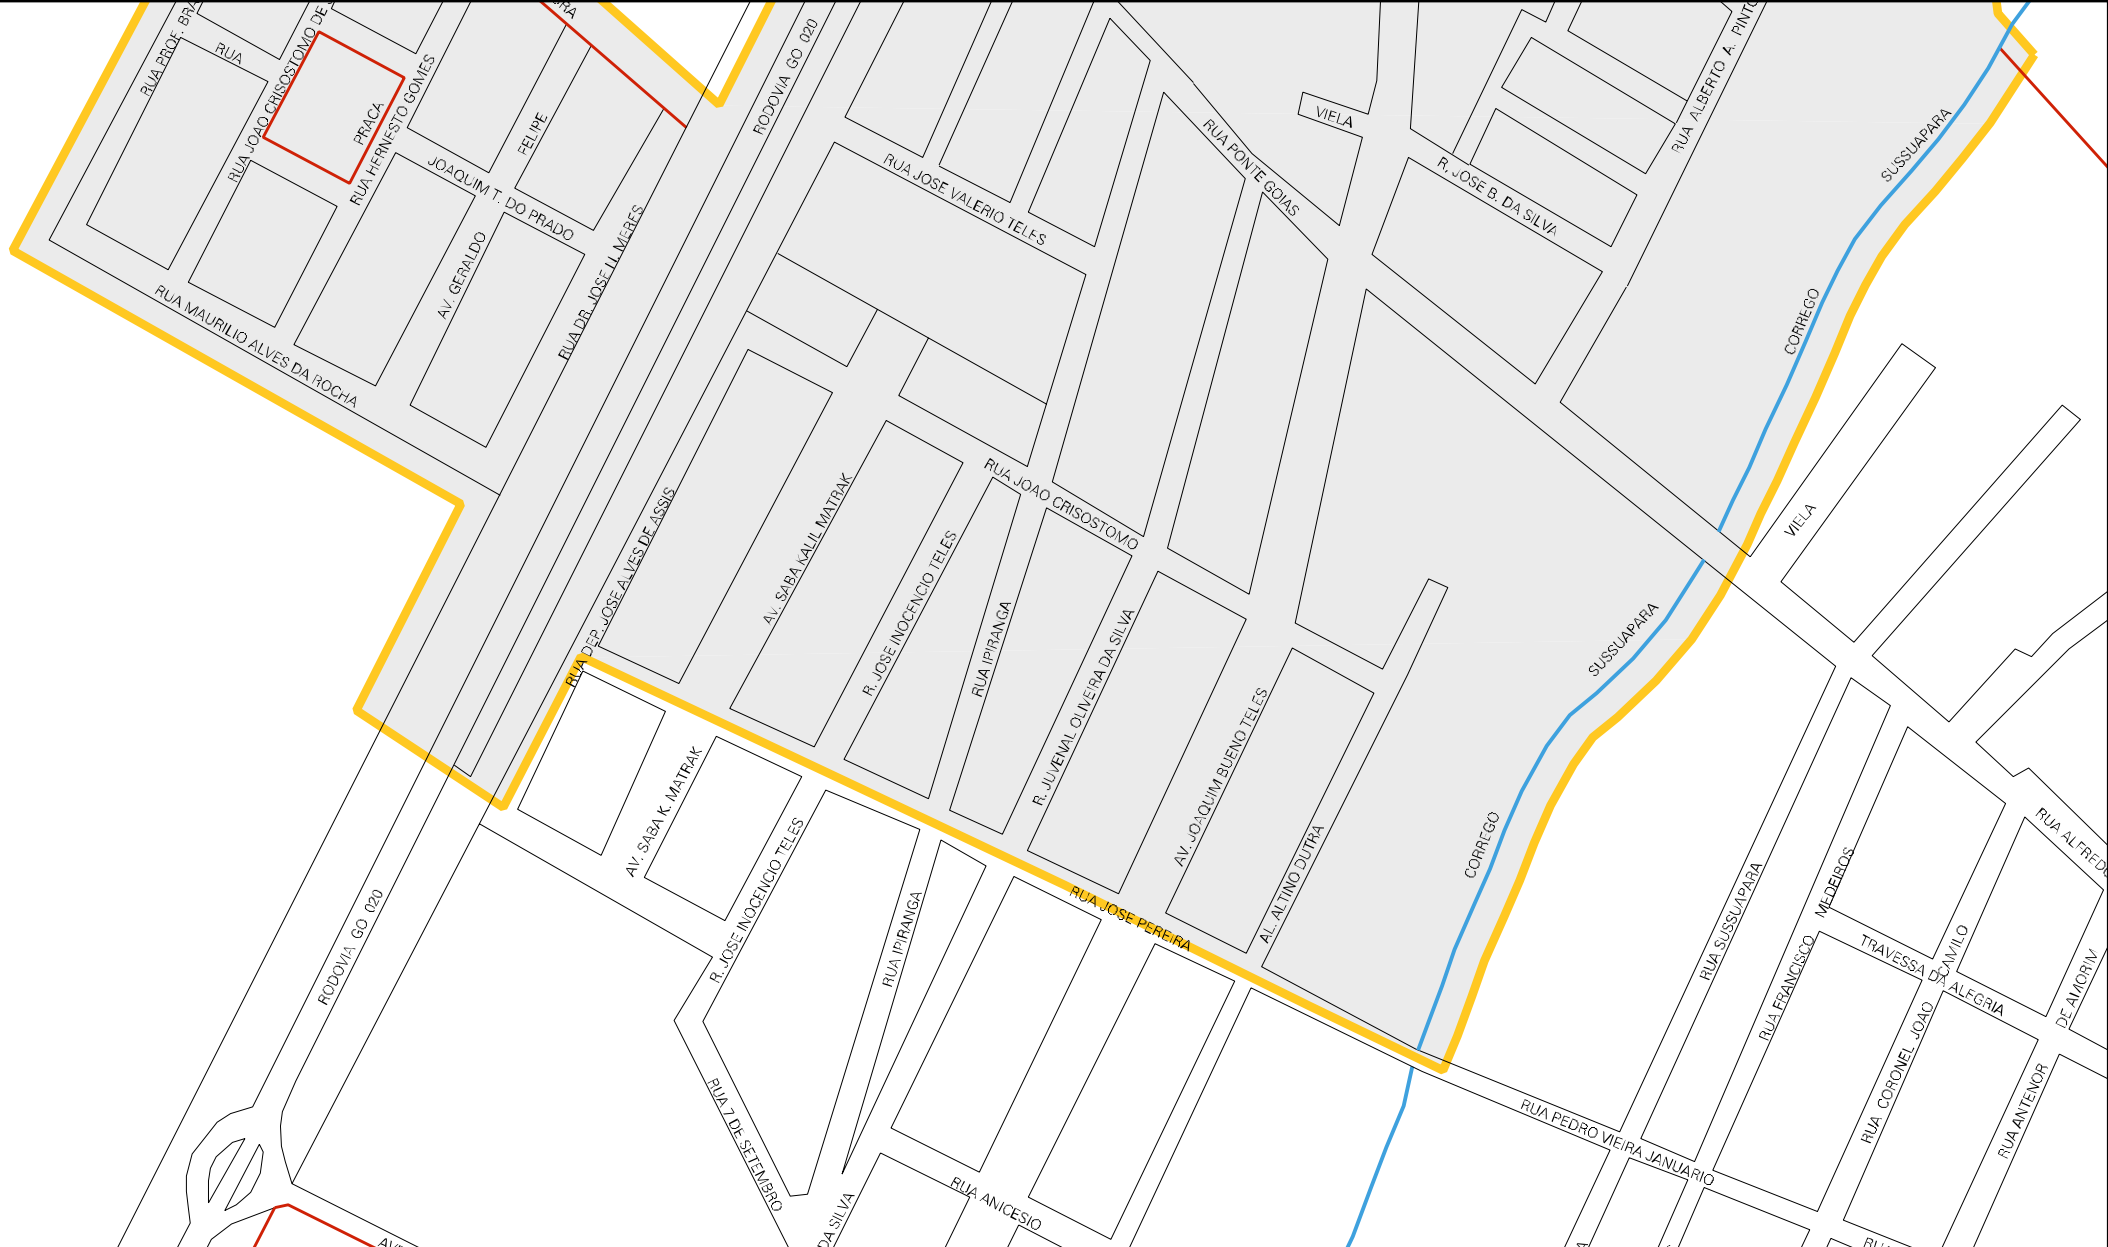 RUA PROF. BRA
RUA
RUA JOAO CRISOSTOMO DE
PRACA
RUA HERNESTO GOMES
FELIPE
JOAQUIM T. DO PRADO
AV. GERALDO
RUA MAURILIO ALVES DA ROCHA
RODOVIA GO 020
RUA JOSE VALERIO TELES
RUA PONTE GOIAS
VIELA
R, JOSE B. DA SILVA
RUA ALBERTO A. PINTO
SUSSUAPARA
CORREGO
VIELA
RUA DEP. JOSE ALVES DE ASSIS
AV. SABA KALIL MATRAK
R. JOSE INOCENCIO TELES
RUA JOAO CRISOSTOMO
RUA IPIRANGA
R. JUVENAL OLIVEIRA DA SILVA
AV. JOAQUIM BUENO TELES
AL. ALTINO DUTRA
SUSSUAPARA
CORREGO
RUA JOSE PEREIRA
AV. SABA K. MATRAK
R. JOSE INOCENCIO TELES
RUA IPIRANGA
RODOVIA GO 020
RUA 7 DE SETEMBRO
DA SILVA
RUA ANICESIO
RUA PEDRO VIEIRA JANUARIO
RUA SUSSUAPARA
MEDEIROS
RUA FRANCISCO
TRAVESSA DA ALEGRIA
CAMILO
RUA CORONEL JOAO
DE AMORIM
RUA ANTENOR
RUA ALFREDO